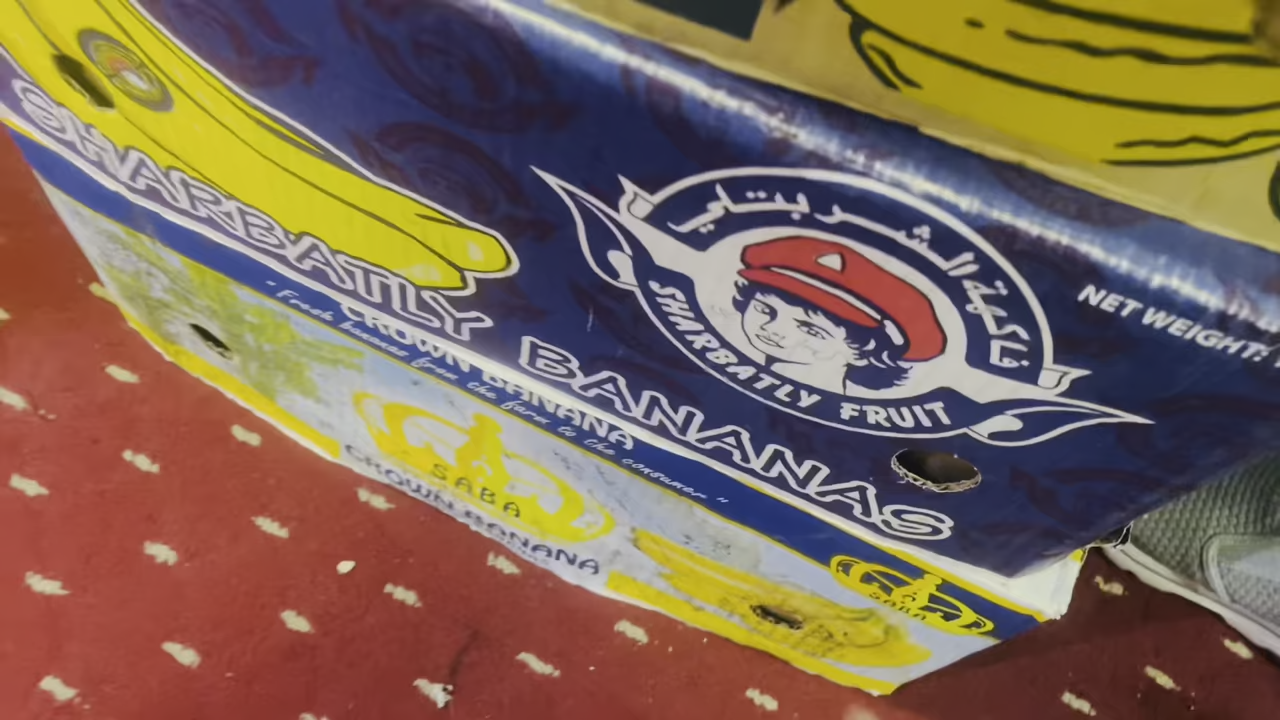 SHARBATLY BANANAS
فاكهة الشربتلي
SHARBATLY FRUIT
NET WEIGHT:
CROWN BANANA
"Fresh bananas from the farm to the consumer"
SABA
CROWN BANANA
SABA